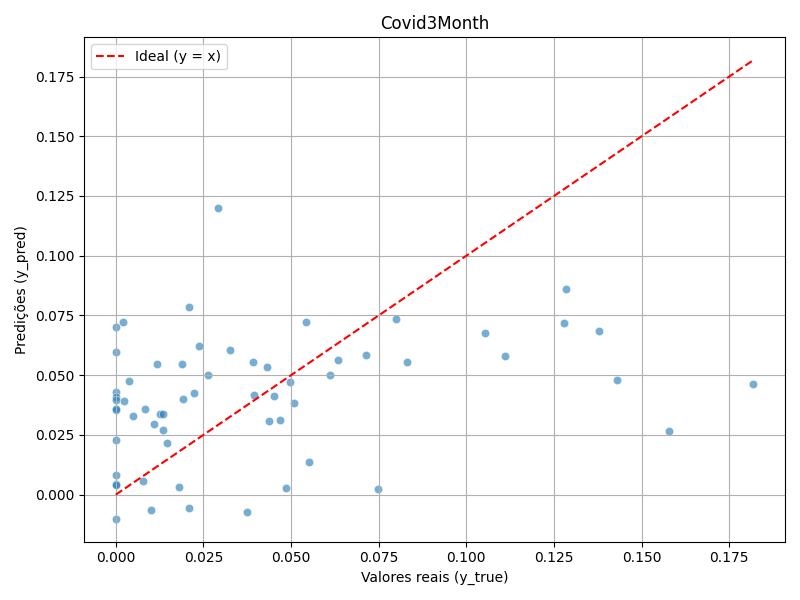 Covid3Month
Ideal (y = x)
Predições (y_pred)
0.175
0.150
0.125
0.100
0.075
0.050
0.025
0.000
0.000 0.025 0.050 0.075 0.100 0.125 0.150 0.175
Valores reais (y_true)